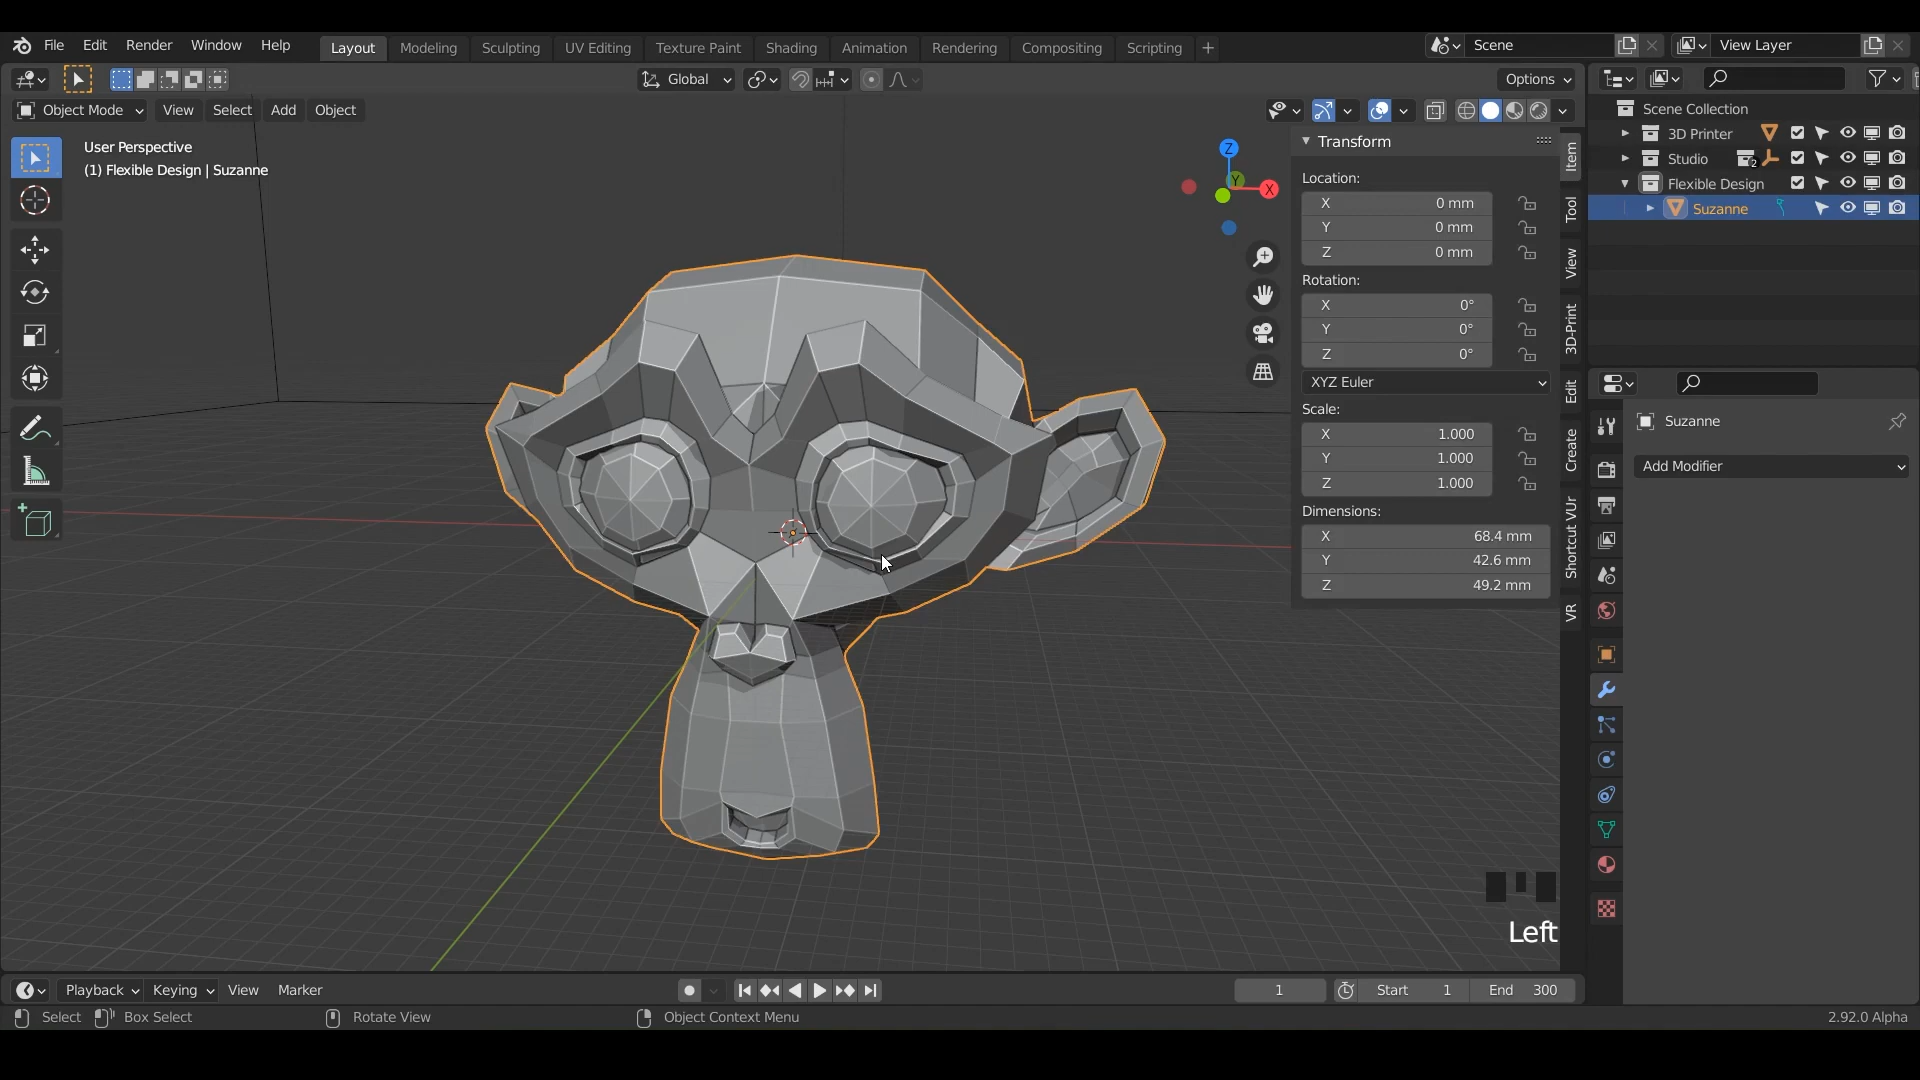 File Edit Render Window Help Layout Modeling Sculpting UV Editing Texture Paint Shading Animation Rendering Compositing Scripting + Scene View Layer
Global Options
Object Mode View Select Add Object
User Perspective
(1) Flexible Design | Suzanne
Z
Y
X
Transform
Location:
X 0 mm
Y 0 mm
Z 0 mm
Rotation:
X 0°
Y 0°
Z 0°
XYZ Euler
Scale:
X 1.000
Y 1.000
Z 1.000
Dimensions:
X 68.4 mm
Y 42.6 mm
Z 49.2 mm
Item
Tool
View
3D-Print
Edit
Create
Shortcut VUr
VR
Scene Collection
3D Printer
Studio 2
Flexible Design
Suzanne
Suzanne
Add Modifier
Left
Playback Keying View Marker 1 Start 1 End 300
Select Box Select Rotate View Object Context Menu 2.92.0 Alpha